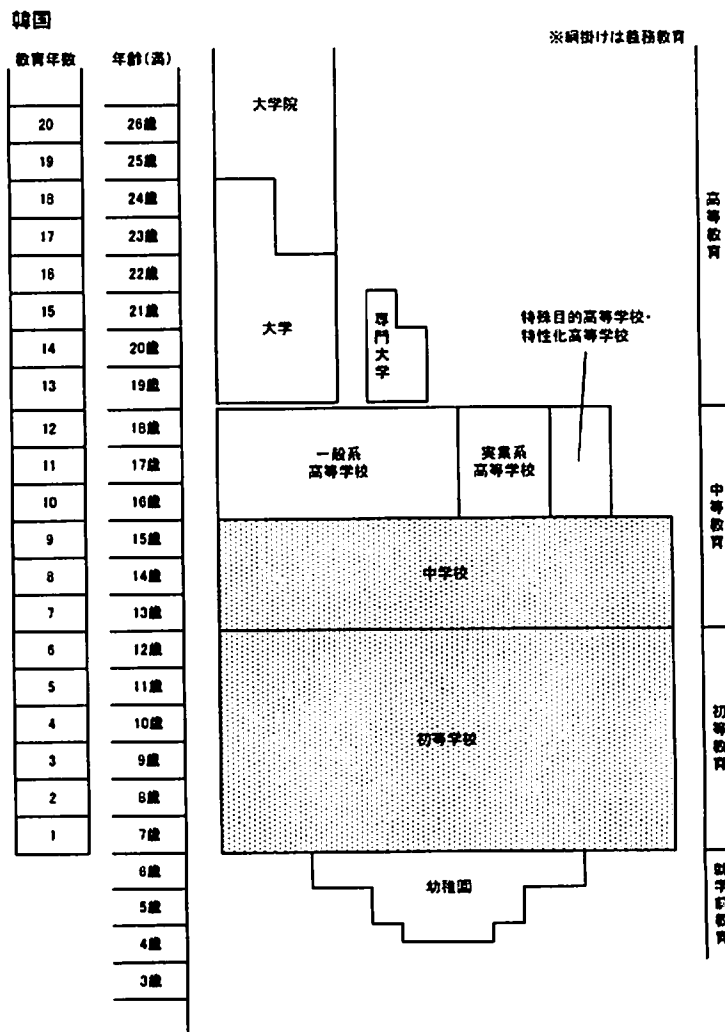 韓国
※網掛けは義務教育
教育年数
年齢(満)
20
19
18
17
16
15
14
13
12
11
10
9
8
7
6
5
4
3
2
1
26歳
25歳
24歳
23歳
22歳
21歳
20歳
19歳
18歳
17歳
16歳
15歳
14歳
13歳
12歳
11歳
10歳
9歳
8歳
7歳
6歳
5歳
4歳
3歳
大学院
大学
専門大学
特殊目的高等学校・
特性化高等学校
一般系
高等学校
実業系
高等学校
中学校
初等学校
幼稚園
高等教育
中等教育
初等教育
就学前教育